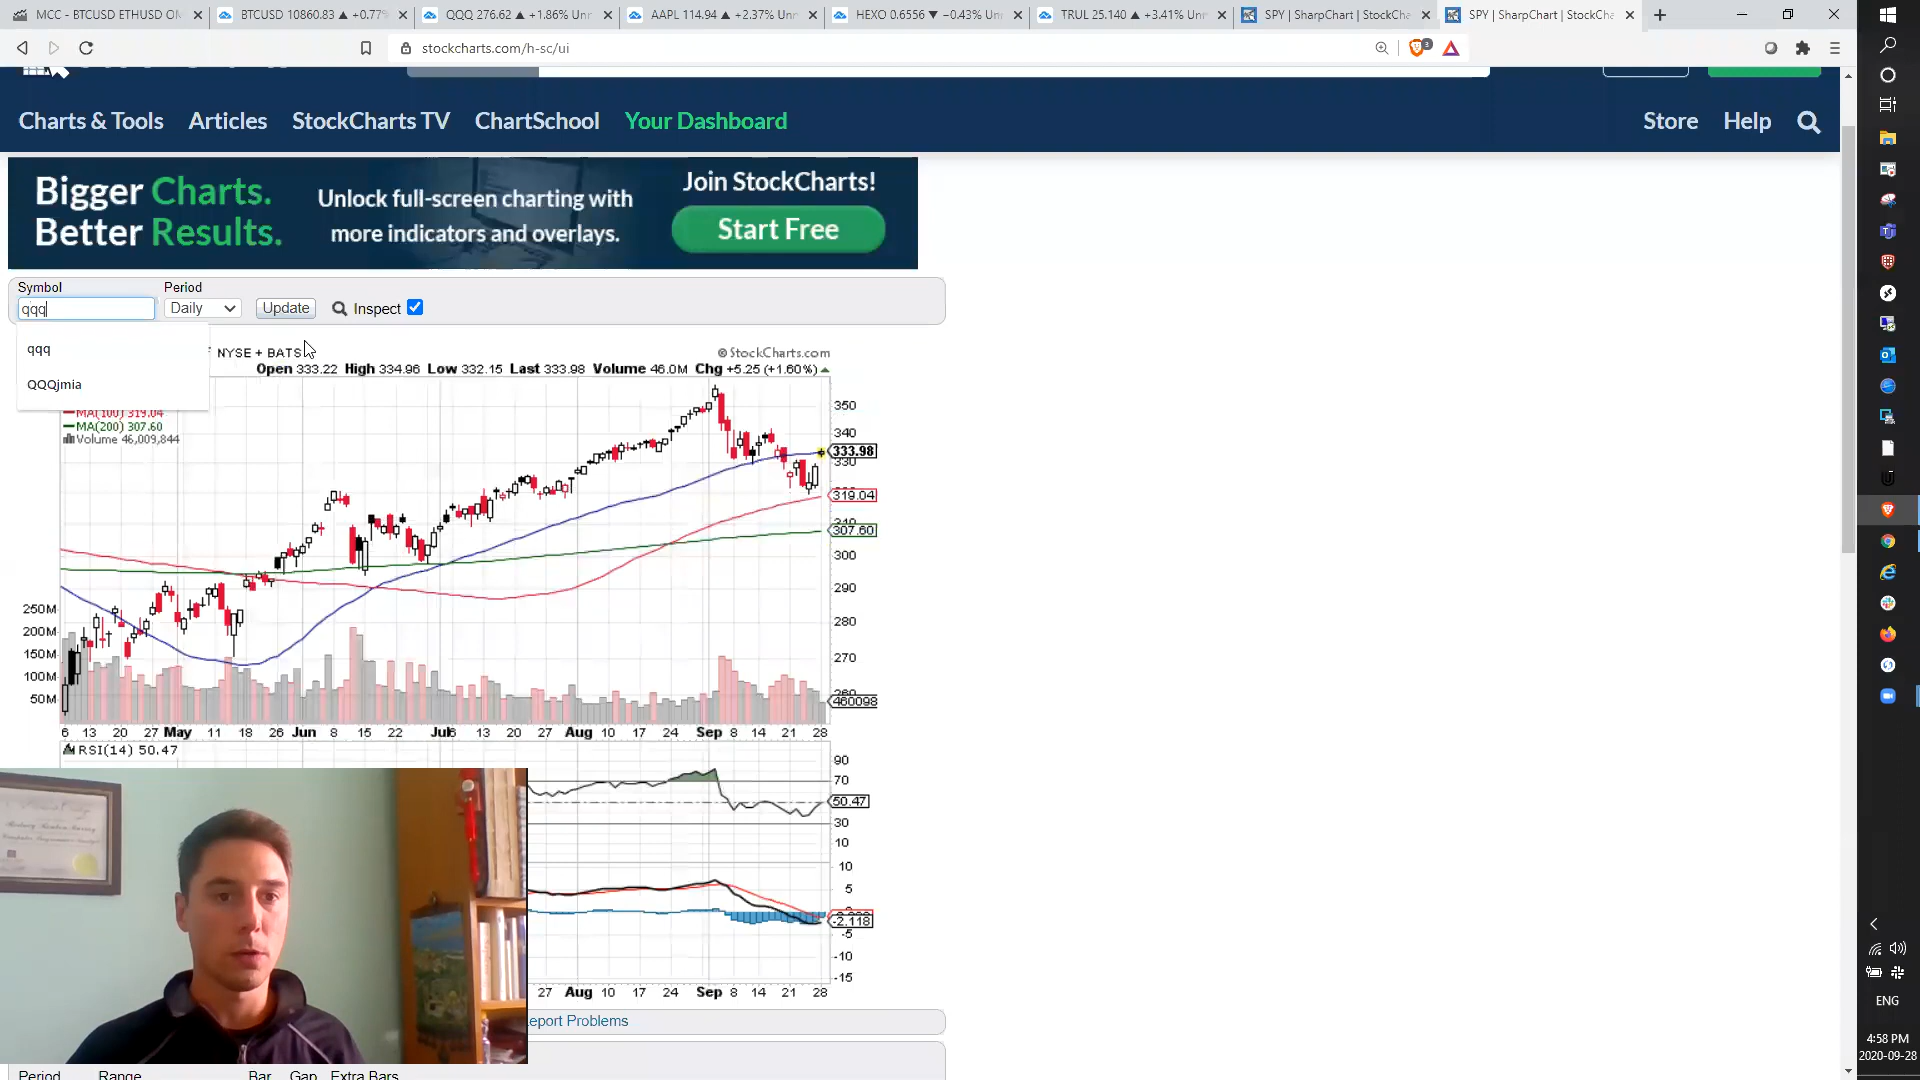 MCC - BTCUSD ETHUSD
BTCUSD 10860.83 ▲ +0.77%
QQQ 276.62 ▲ +1.86%
AAPL 114.94 ▲ +2.37%
HEXO 0.6556 ▼ −0.43%
TRUL 25.140 ▲ +3.41%
SPY | SharpChart | StockCha
SPY | SharpChart | StockCha
stockcharts.com/h-sc/ui
3
Charts & Tools Articles StockCharts TV ChartSchool Your Dashboard Store Help
Bigger Charts.
Better Results.
Unlock full-screen charting with
more indicators and overlays.
Join StockCharts!
Start Free
Symbol Period
qqq Daily Update Inspect
qqq
QQQjmia
NYSE + BATS
© StockCharts.com
Open 333.22 High 334.96 Low 332.15 Last 333.98 Volume 46.0M Chg +5.25 (+1.60%)
MA(100) 319.04
MA(200) 307.60
Volume 46,009,844
350
340
333.98
330
319.04
307.60
300
290
280
270
260
460098
250M
200M
150M
100M
50M
6 13 20 27 May 11 18 26 Jun 8 15 22 Jul 6 13 20 27 Aug 10 17 24 Sep 8 14 21 28
RSI(14) 50.47
90
70
50.47
30
10
10
5
-2.118
-5
-10
-15
27 Aug 10 17 24 Sep 8 14 21 28
eport Problems
Period Range Bar Gap Extra Bars
ENG
4:58 PM
2020-09-28